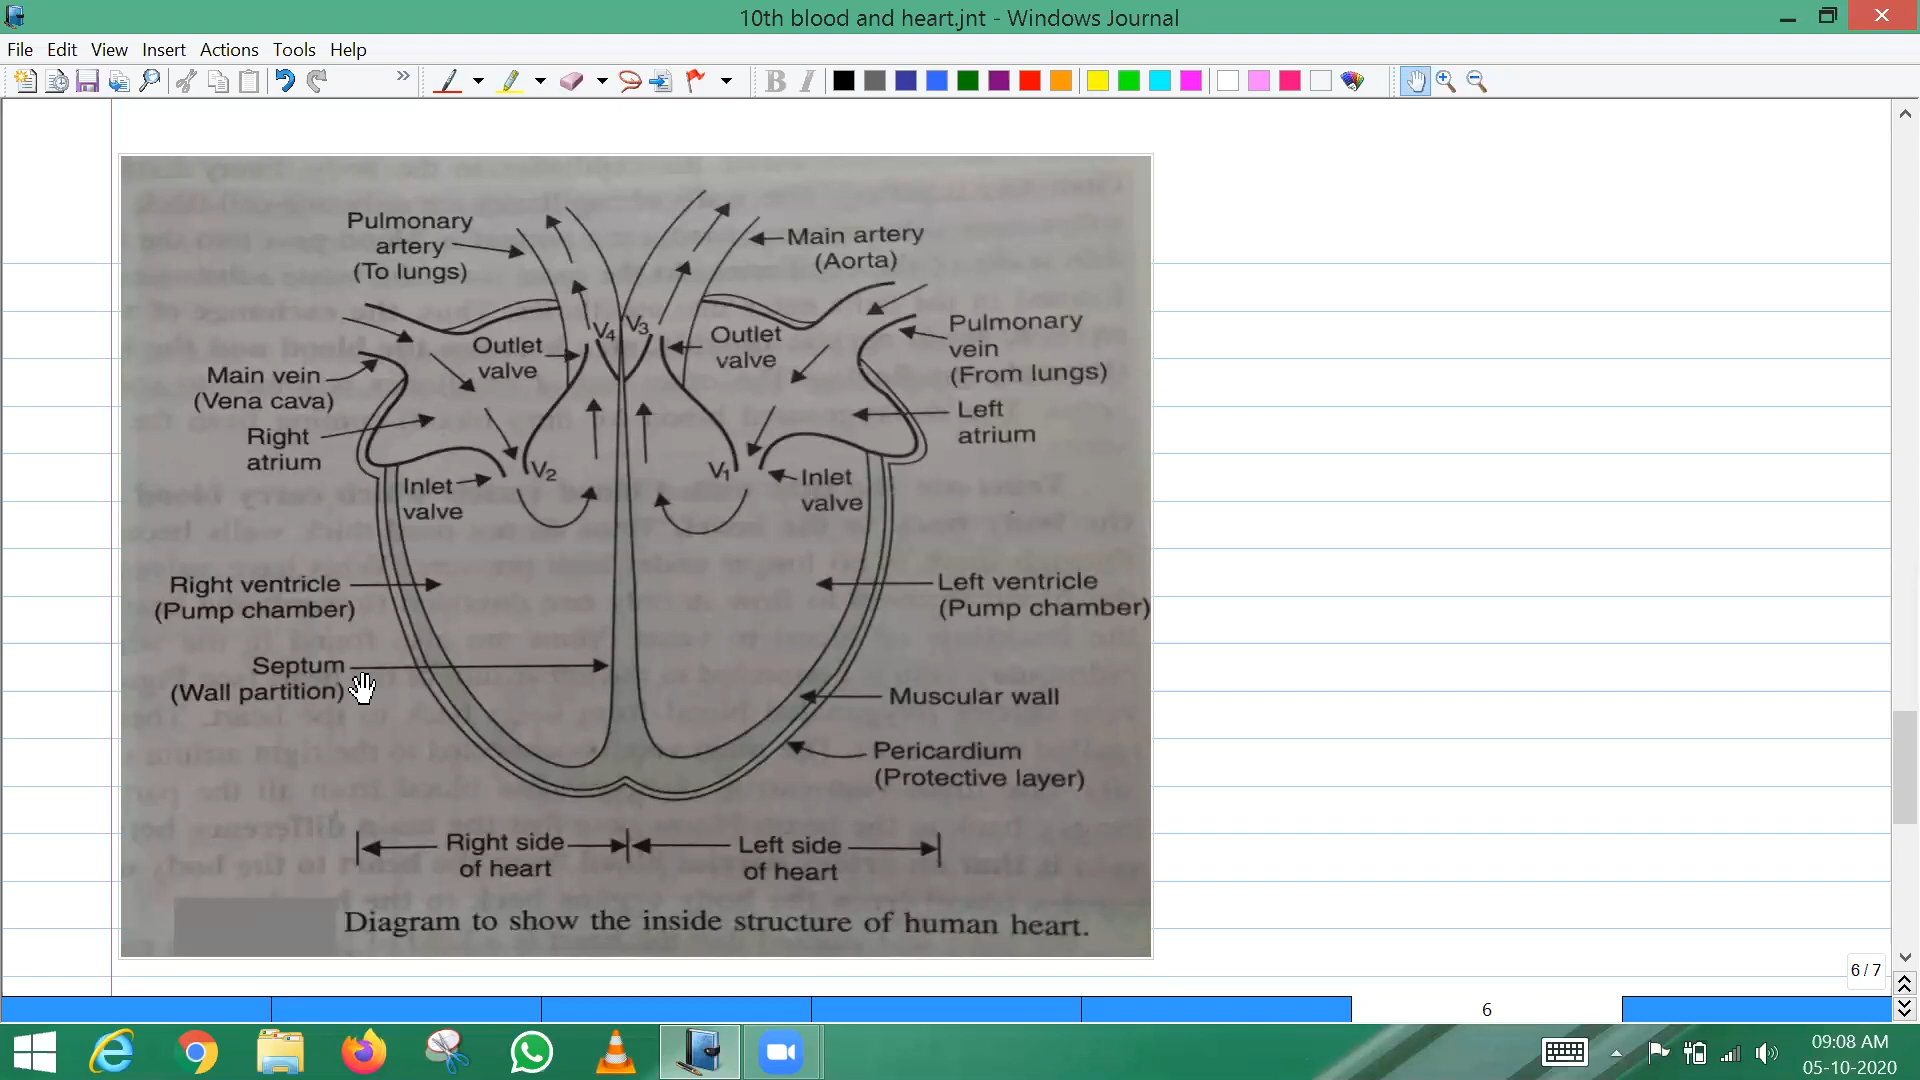 10th blood and heart.jnt - Windows Journal
File Edit View Insert Actions Tools Help
B I
Pulmonary
artery
(To lungs)
Main artery
(Aorta)
V4 V3
Outlet
valve
Outlet
valve
Pulmonary
vein
(From lungs)
Main vein
(Vena cava)
Right
atrium
Left
atrium
V2
V1
Inlet
valve
Inlet
valve
Right ventricle
(Pump chamber)
Left ventricle
(Pump chamber)
Septum
(Wall partition)
Muscular wall
Pericardium
(Protective layer)
Right side
of heart
Left side
of heart
Diagram to show the inside structure of human heart.
6 / 7
6
09:08 AM
05-10-2020